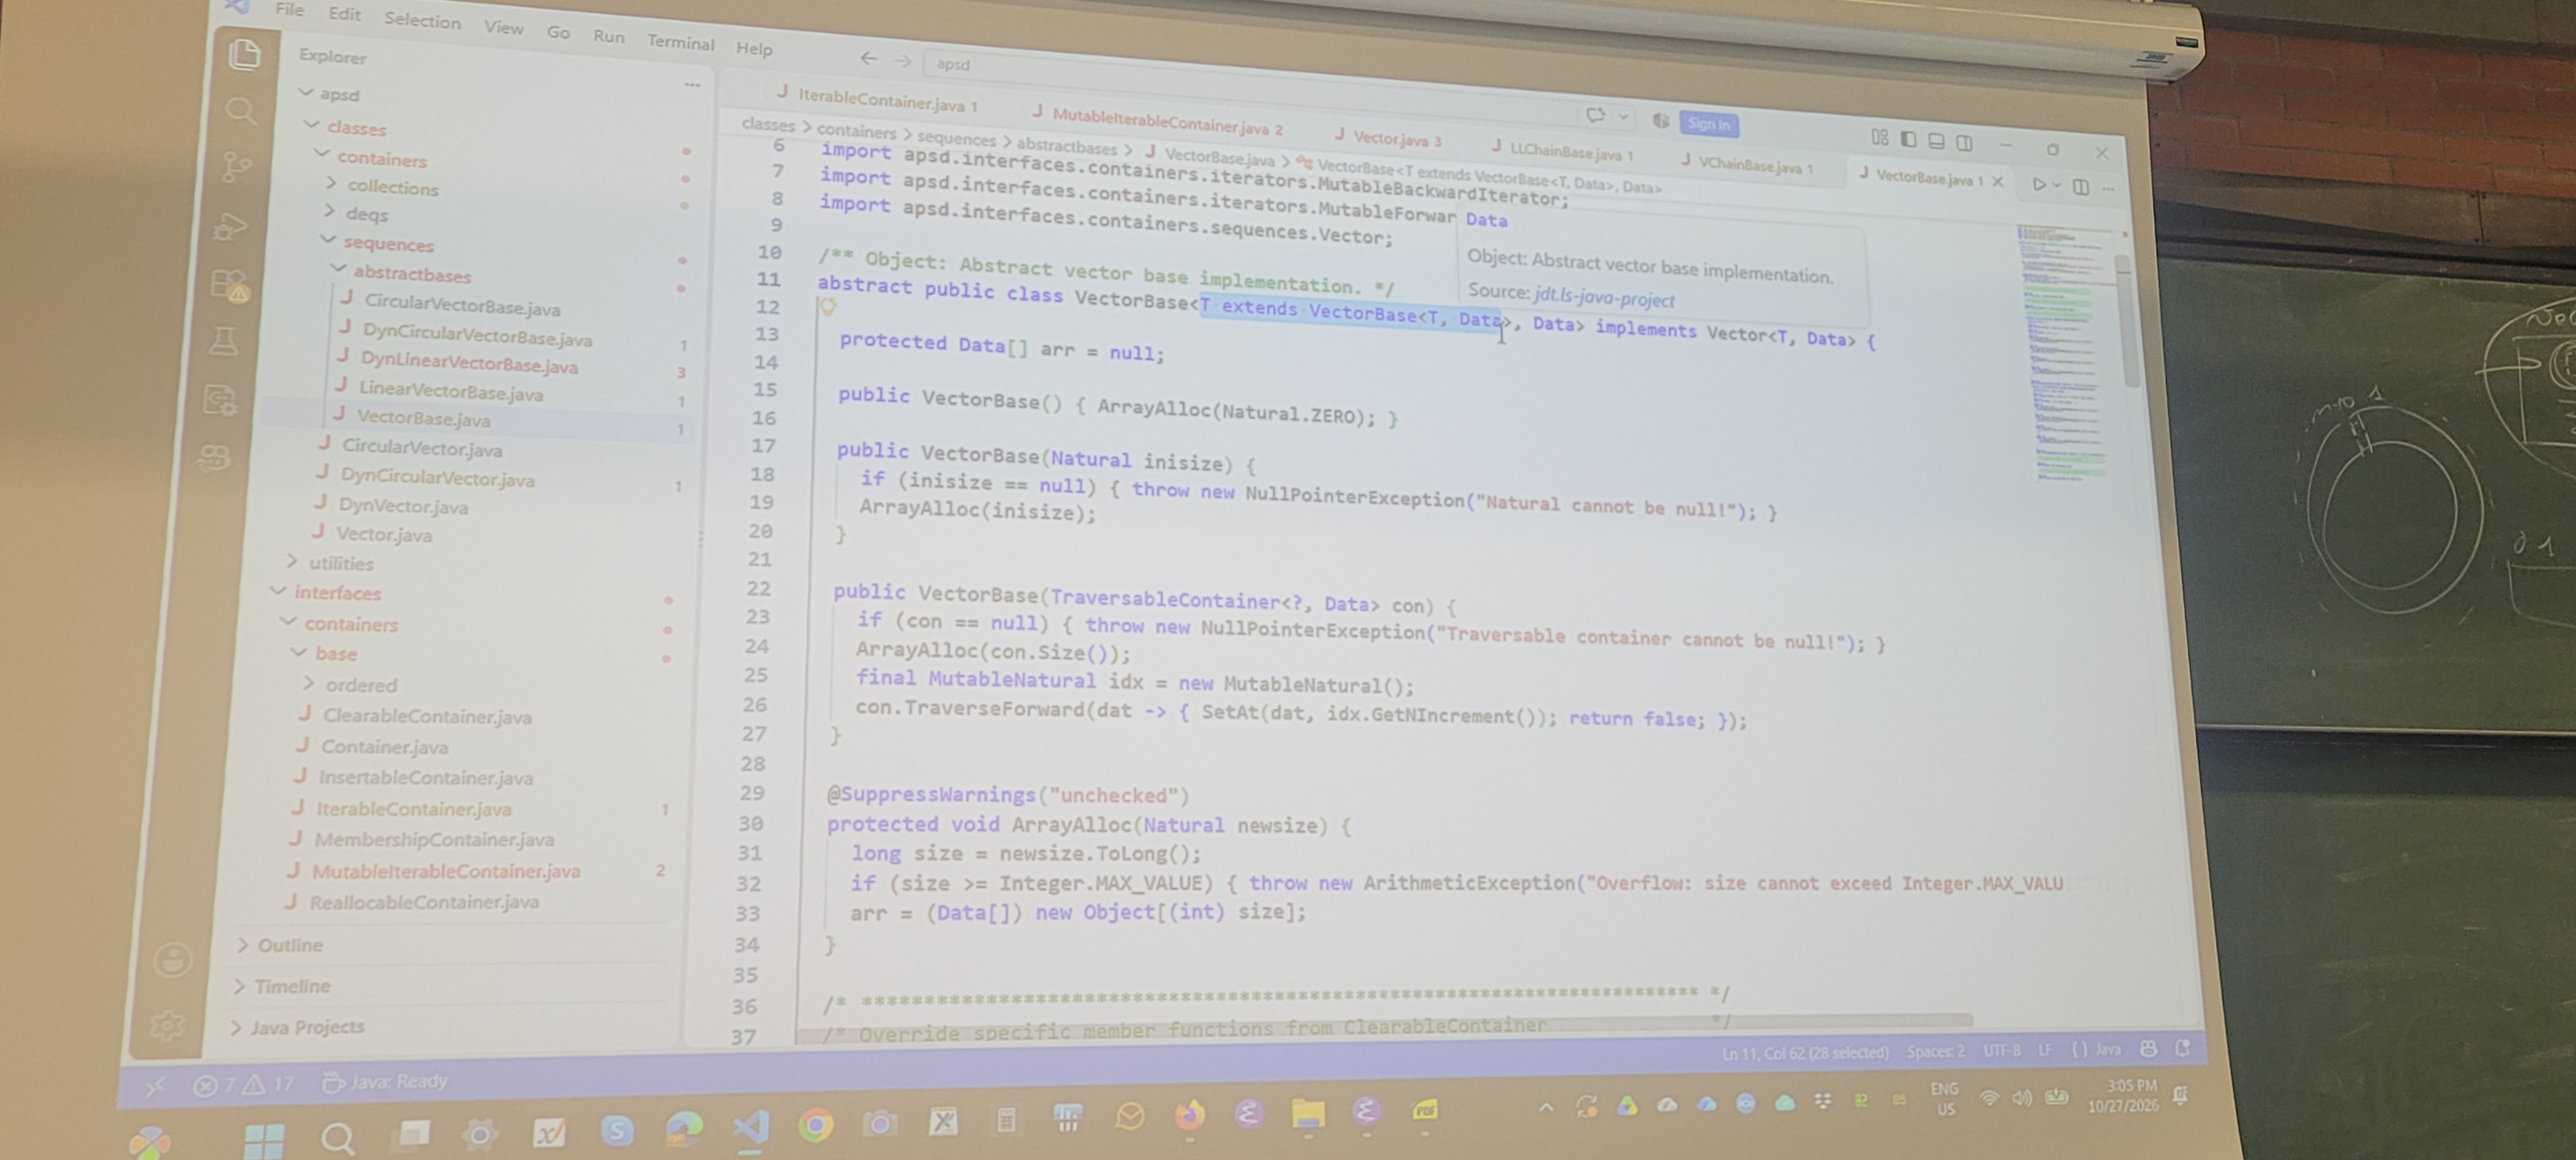 File Edit Selection View Go Run Terminal Help
apsd
Sign In
Explorer
apsd
classes
containers
collections
deqs
sequences
abstractbases
CircularVectorBase.java
DynCircularVectorBase.java 1
DynLinearVectorBase.java 3
LinearVectorBase.java 1
VectorBase.java 1
CircularVector.java
DynCircularVector.java 1
DynVector.java
Vector.java
utilities
interfaces
containers
base
ordered
ClearableContainer.java
Container.java
InsertableContainer.java
IterableContainer.java 1
MembershipContainer.java
MutableIterableContainer.java 2
ReallocableContainer.java
Outline
Timeline
Java Projects
IterableContainer.java 1 MutableIterableContainer.java 2 Vector.java 3 LLChainBase.java 1 VChainBase.java 1 VectorBase.java 1
classes > containers > sequences > abstractbases > VectorBase.java > VectorBase<T extends VectorBase<T, Data>, Data>
6 import apsd.interfaces.containers.iterators.MutableBackwardIterator;
7 import apsd.interfaces.containers.iterators.MutableForwar
8 import apsd.interfaces.containers.sequences.Vector;
9
10 /** Object: Abstract vector base implementation. */
11 abstract public class VectorBase<T extends VectorBase<T, Data>, Data> implements Vector<T, Data> {
12
13 protected Data[] arr = null;
14
15 public VectorBase() { ArrayAlloc(Natural.ZERO); }
16
17 public VectorBase(Natural inisize) {
18 if (inisize == null) { throw new NullPointerException("Natural cannot be null!"); }
19 ArrayAlloc(inisize);
20 }
21
22 public VectorBase(TraversableContainer<?, Data> con) {
23 if (con == null) { throw new NullPointerException("Traversable container cannot be null!"); }
24 ArrayAlloc(con.Size());
25 final MutableNatural idx = new MutableNatural();
26 con.TraverseForward(dat -> { SetAt(dat, idx.GetNIncrement()); return false; });
27 }
28
29 @SuppressWarnings("unchecked")
30 protected void ArrayAlloc(Natural newsize) {
31 long size = newsize.ToLong();
32 if (size >= Integer.MAX_VALUE) { throw new ArithmeticException("Overflow: size cannot exceed Integer.MAX_VALU
33 arr = (Data[]) new Object[(int) size];
34 }
35
36 /* ************************************************************************ */
37 /* Override specific member functions from ClearableContainer */
Data
Object: Abstract vector base implementation.
Source: jdt.ls-java-project
7 17 Java: Ready
Ln 11, Col 62 (28 selected) Spaces: 2 UTF-8 LF {} Java
ENG
US
3:05 PM
10/27/2026
PDF